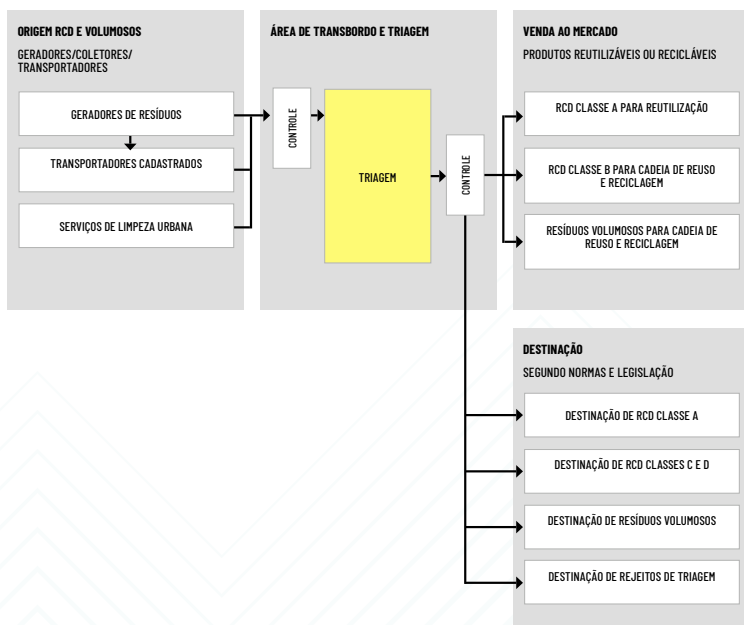 ORIGEM RCD E VOLUMOSOS
GERADORES/COLETORES/
TRANSPORTADORES
GERADORES DE RESÍDUOS
TRANSPORTADORES CADASTRADOS
SERVIÇOS DE LIMPEZA URBANA
ÁREA DE TRANSBORDO E TRIAGEM
CONTROLE
TRIAGEM
CONTROLE
VENDA AO MERCADO
PRODUTOS REUTILIZÁVEIS OU RECICLÁVEIS
RCD CLASSE A PARA REUTILIZAÇÃO
RCD CLASSE B PARA CADEIA DE REUSO
E RECICLAGEM
RESÍDUOS VOLUMOSOS PARA CADEIA DE
REUSO E RECICLAGEM
DESTINAÇÃO
SEGUNDO NORMAS E LEGISLAÇÃO
DESTINAÇÃO DE RCD CLASSE A
DESTINAÇÃO DE RCD CLASSES C E D
DESTINAÇÃO DE RESÍDUOS VOLUMOSOS
DESTINAÇÃO DE REJEITOS DE TRIAGEM